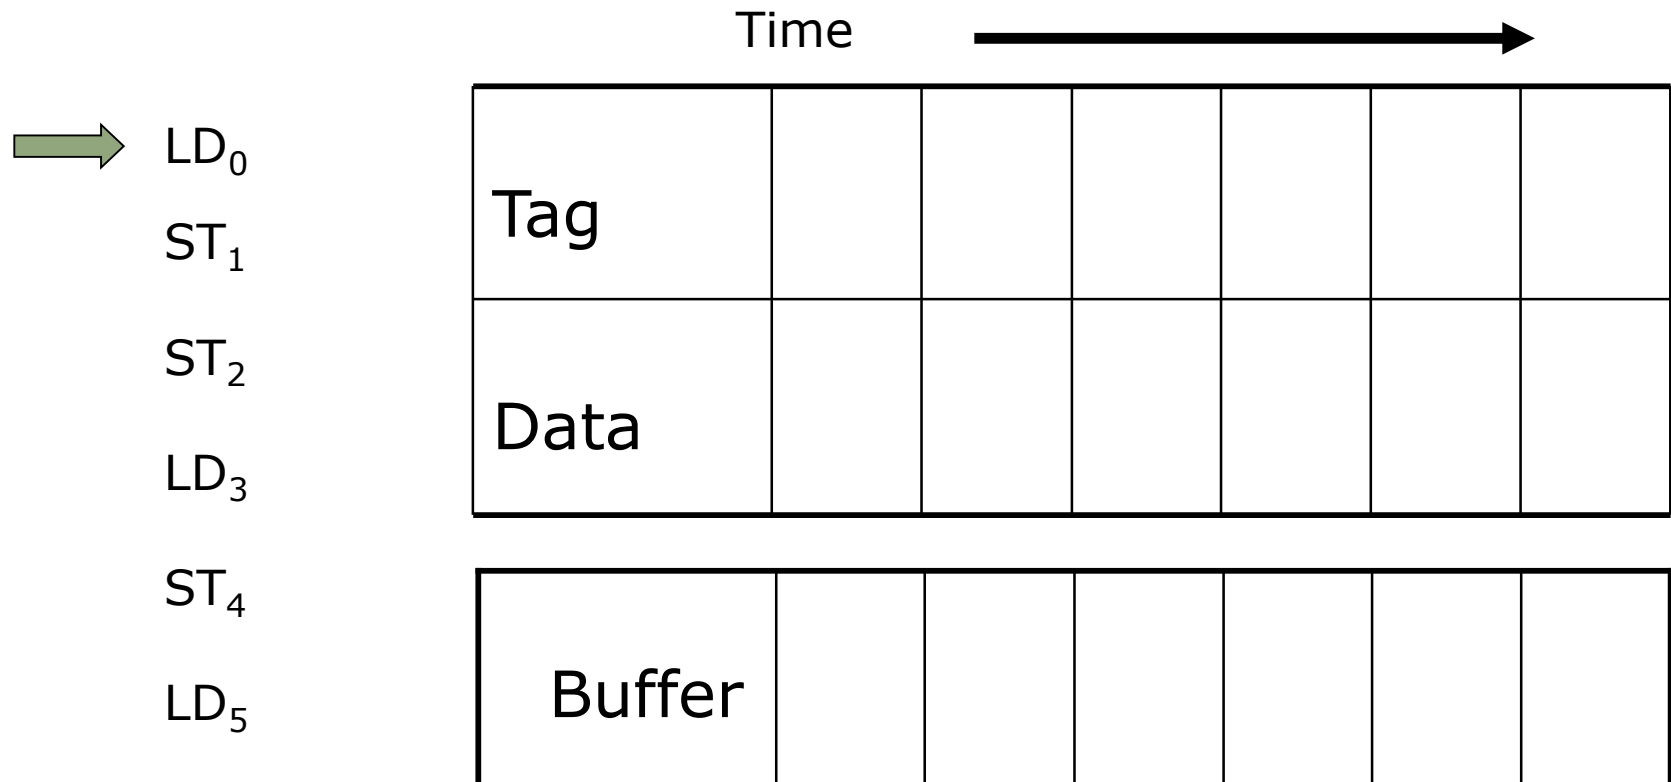 Time
LD₀
ST₁
ST₂
LD₃
ST₄
LD₅
Tag
Data
Buffer